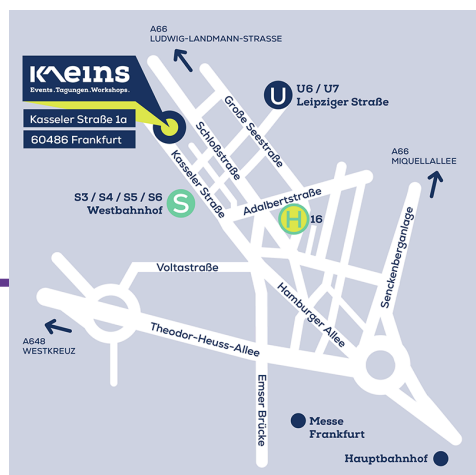 A66
LUDWIG-LANDMANN-STRASSE
Kaeins
Events.Tagungen.Workshops.
Kasseler Straße 1a
60486 Frankfurt
U
U6 / U7
Leipziger Straße
Große Seestraße
Schloßstraße
Kasseler Straße
A66
MIQUELLALLEE
S3 / S4 / S5 / S6
Westbahnhof
S
Adalbertstraße
H
16
Senckenberganlage
Voltastraße
Hamburger Allee
Theodor-Heuss-Allee
A648
WESTKREUZ
Emser Brücke
Messe
Frankfurt
Hauptbahnhof